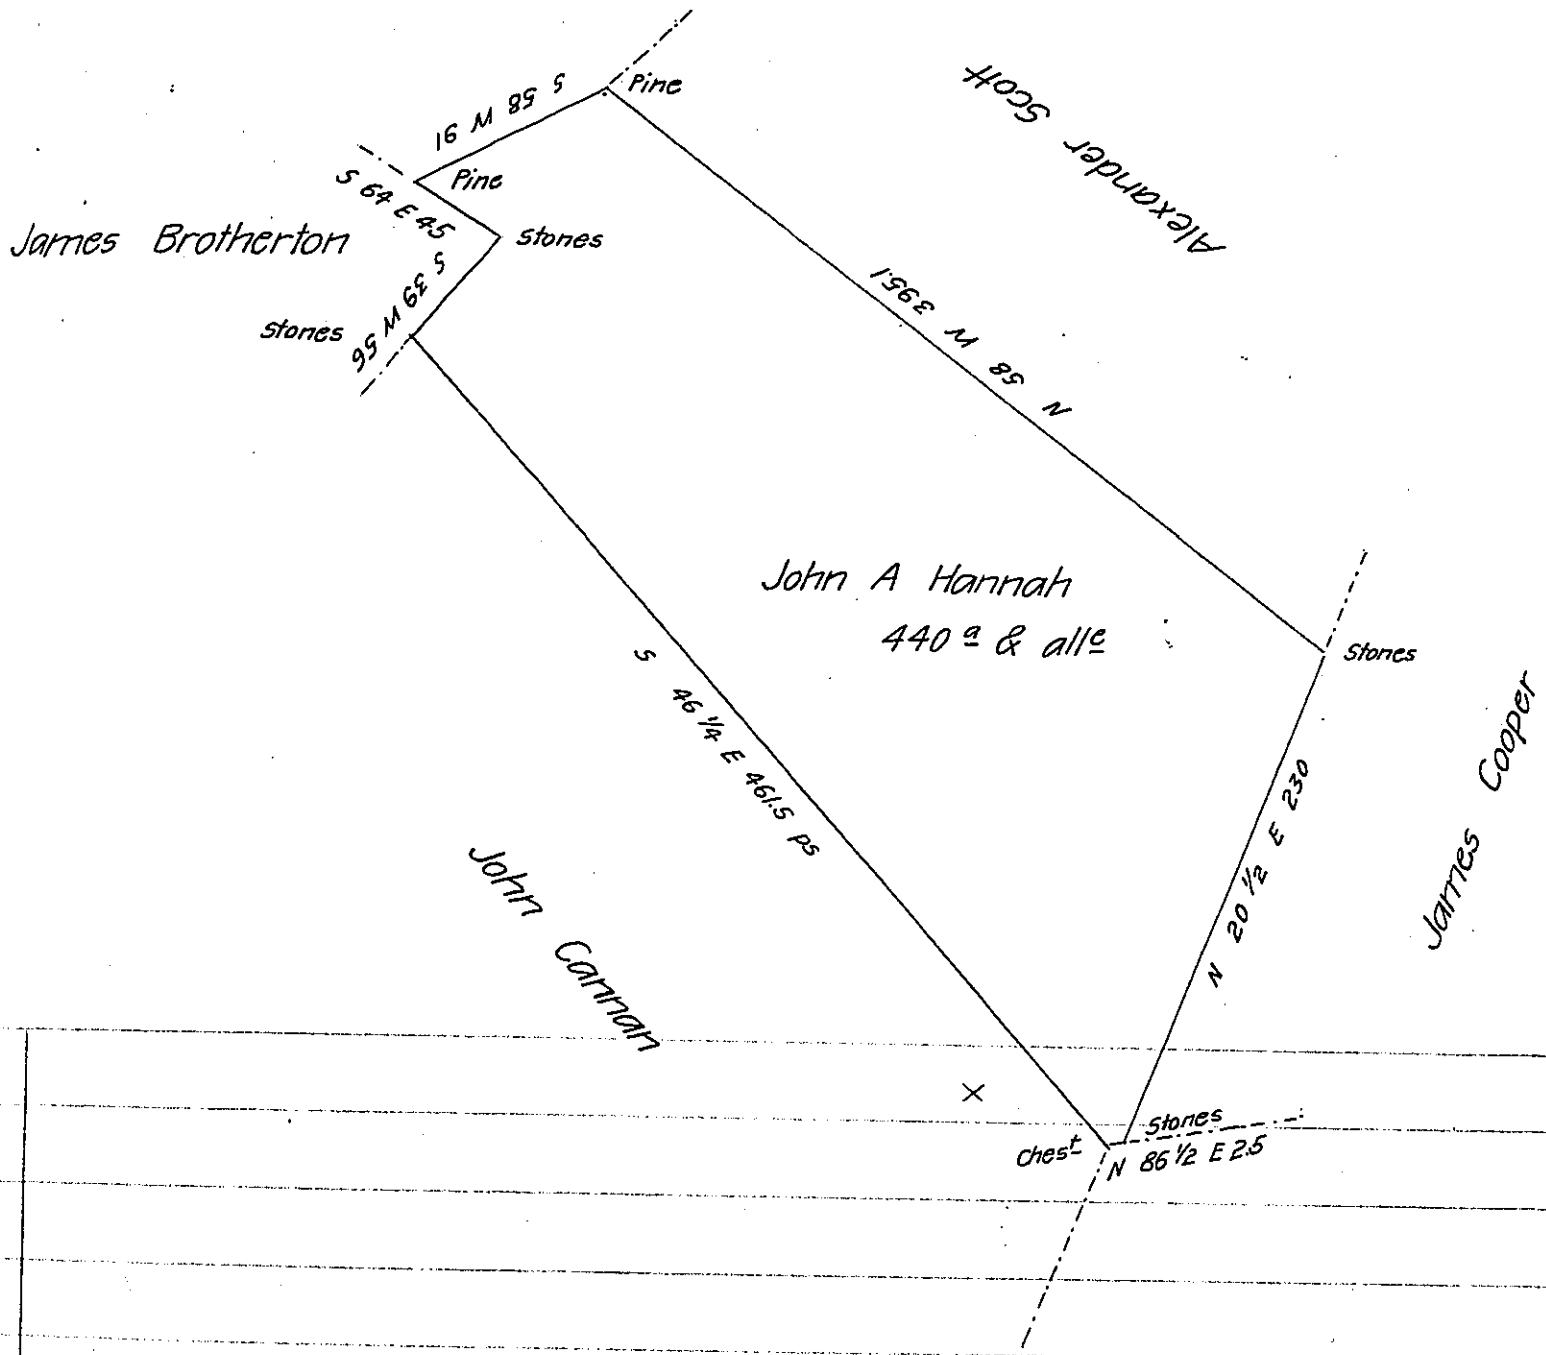 Pine
S 58 W 91
Alexander Scott
Pine
S 64 E 45
James Brotherton
Stones
S 39 W 56
Stones
N 58 W 395.1
John A Hannah
440 a & alle
Stones
S 46 1/4 E 461.5 ps
James Cooper
N 20 1/2 E 230
John Cannan
X
Stones
Chest
N 86 1/2 E 2.5